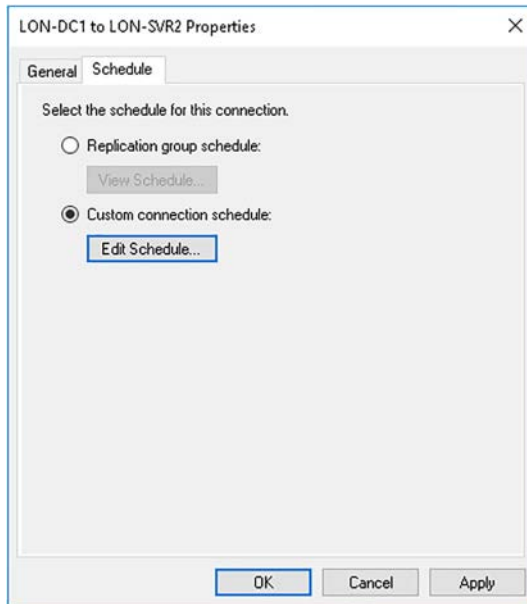 LON-DC1 to LON-SVR2 Properties
General
Schedule
Select the schedule for this connection.
Replication group schedule:
View Schedule...
Custom connection schedule:
Edit Schedule...
OK
Cancel
Apply